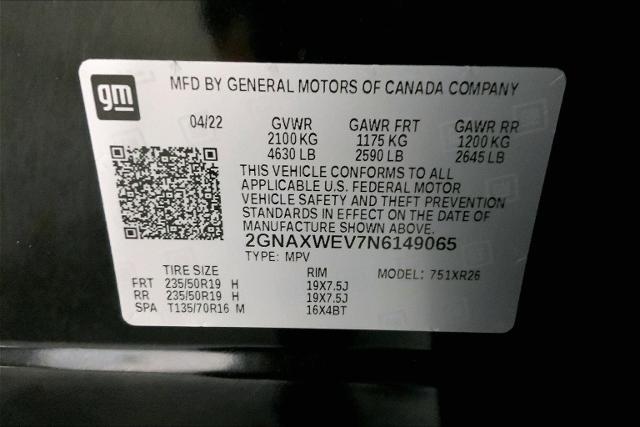 gm
MFD BY GENERAL MOTORS OF CANADA COMPANY
04/22 GVWR GAWR FRT GAWR RR
2100 KG 1175 KG 1200 KG
4630 LB 2590 LB 2645 LB
THIS VEHICLE CONFORMS TO ALL
APPLICABLE U.S. FEDERAL MOTOR
VEHICLE SAFETY AND THEFT PREVENTION
STANDARDS IN EFFECT ON THE DATE OF
MANUFACTURE SHOWN ABOVE.
2GNAXWEV7N6149065
TYPE: MPV MODEL: 751XR26
TIRE SIZE RIM
FRT 235/50R19 H 19X7.5J
RR 235/50R19 H 19X7.5J
SPA T135/70R16 M 16X4BT